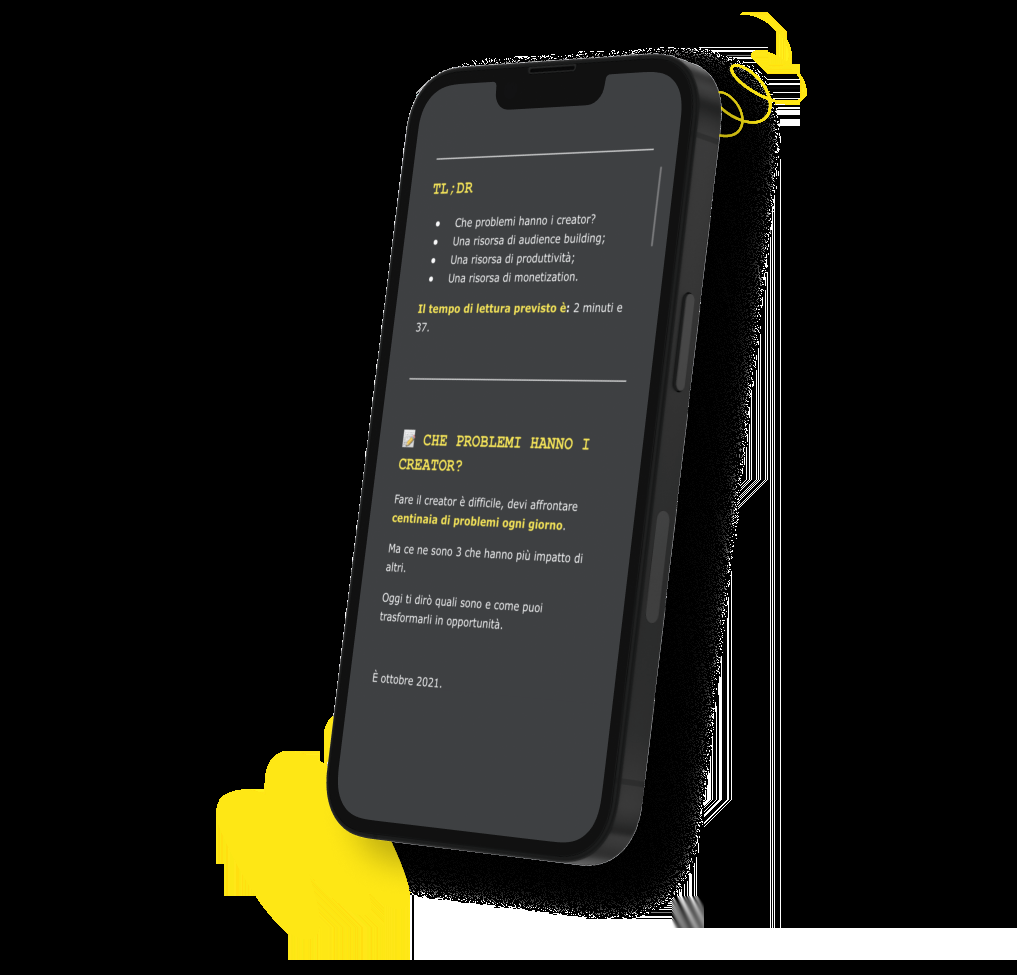 TL;DR
• Che problemi hanno i creator?
• Una risorsa di audience building;
• Una risorsa di produttività;
• Una risorsa di monetization.
Il tempo di lettura previsto è: 2 minuti e
37.
📝 CHE PROBLEMI HANNO I
CREATOR?
Fare il creator è difficile, devi affrontare
centinaia di problemi ogni giorno.
Ma ce ne sono 3 che hanno più impatto di
altri.
Oggi ti dirò quali sono e come puoi
trasformarli in opportunità.
È ottobre 2021.